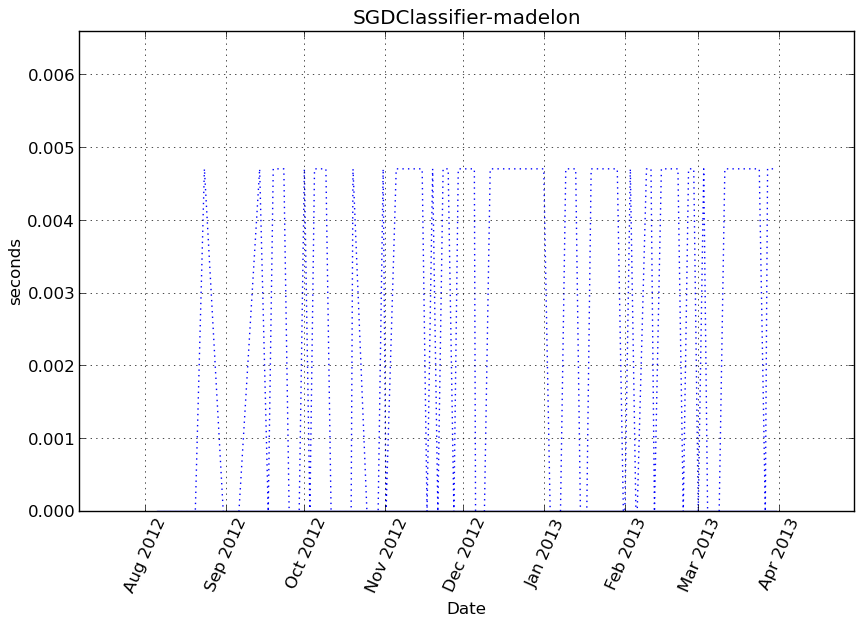 SGDClassifier-madelon
0.006
0.005
0.004
0.003
0.002
0.001
0.000
seconds
Aug 2012
Sep 2012
Oct 2012
Nov 2012
Dec 2012
Jan 2013
Feb 2013
Mar 2013
Apr 2013
Date